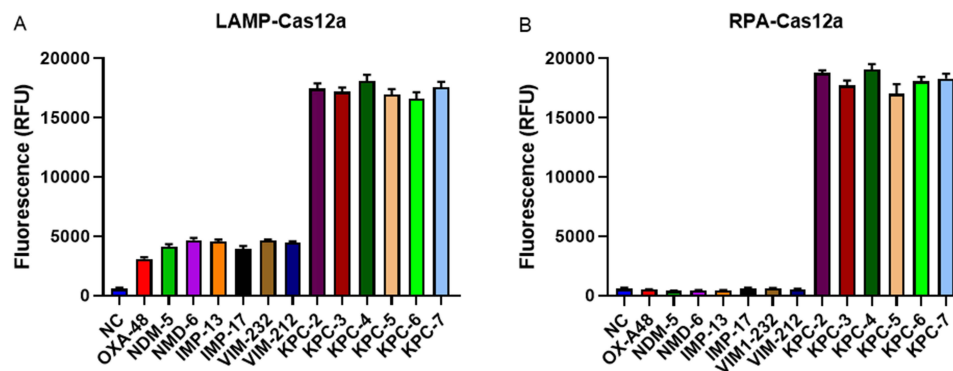 A
LAMP-Cas12a
Fluorescence (RFU)
20000
15000
10000
5000
0
NC
OXA-48
NDM-5
NMD-6
IMP-13
IMP-17
VIM-232
VIM-212
KPC-2
KPC-3
KPC-4
KPC-5
KPC-6
KPC-7
B
RPA-Cas12a
Fluorescence (RFU)
20000
15000
10000
5000
0
NC
OX-A48
NDM-5
NMD-6
IMP-13
IMP-17
VIM1-232
VIM-212
KPC-2
KPC-3
KPC-4
KPC-5
KPC-6
KPC-7